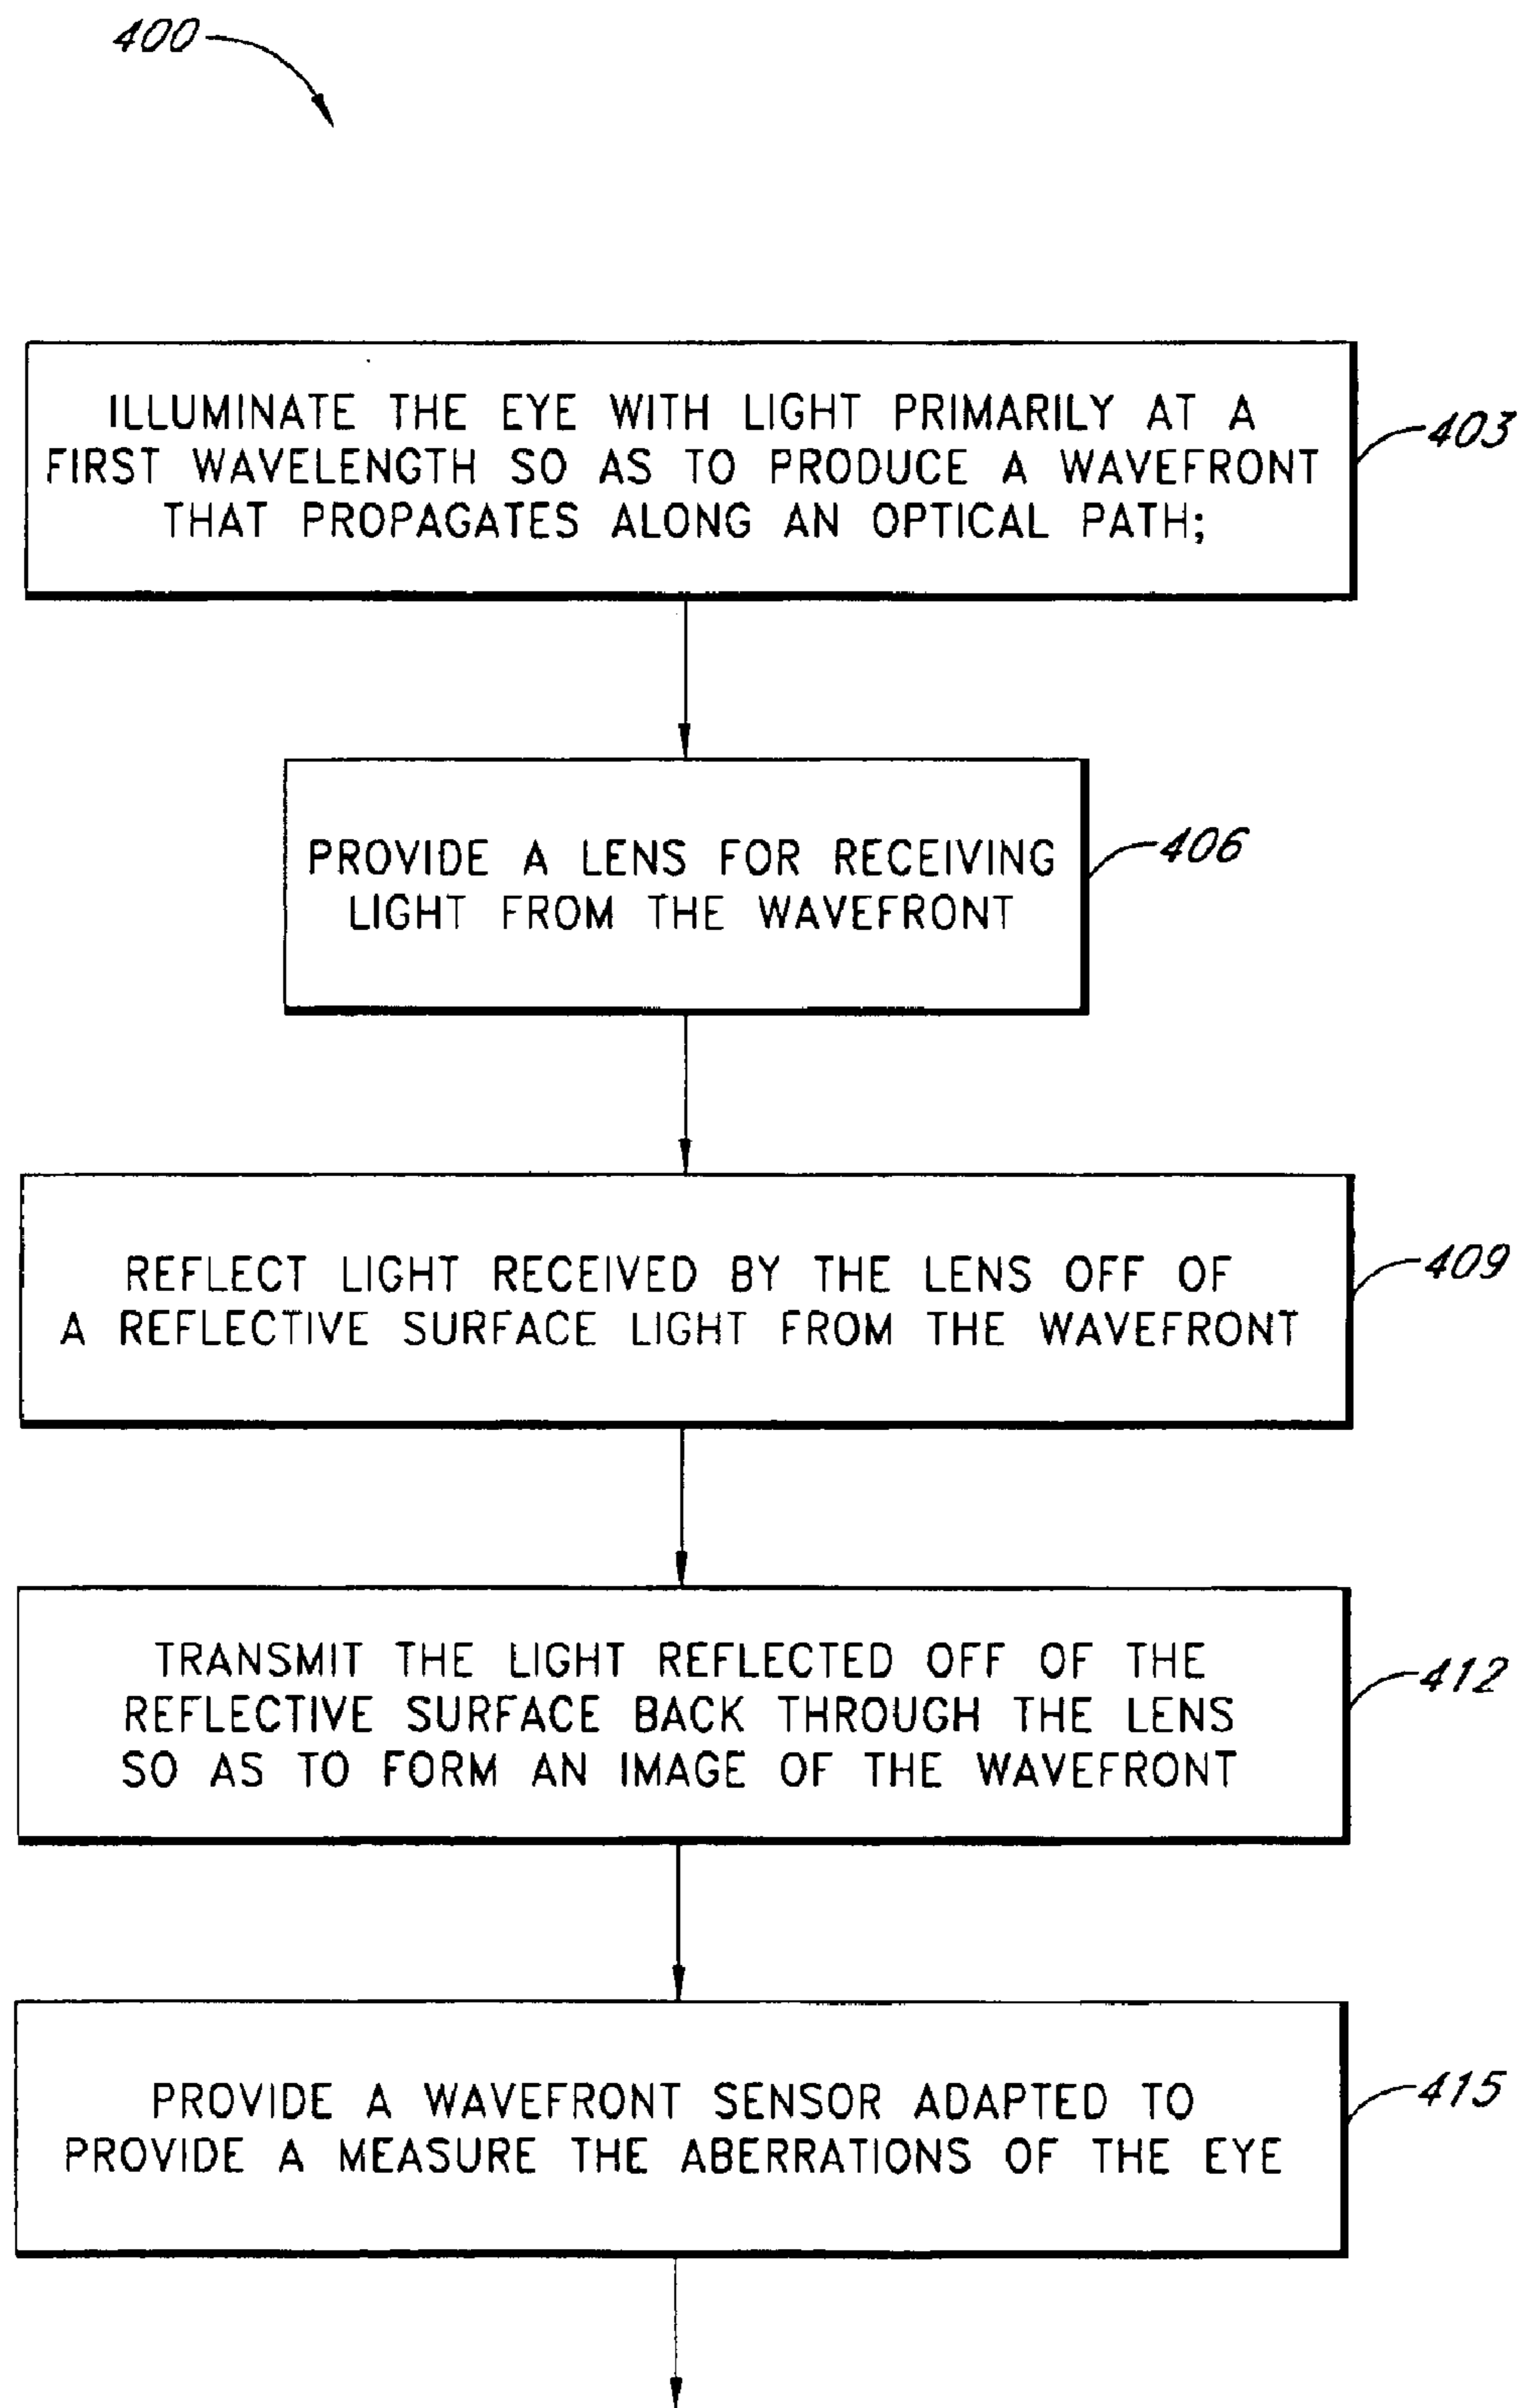 400
ILLUMINATE THE EYE WITH LIGHT PRIMARILY AT A
FIRST WAVELENGTH SO AS TO PRODUCE A WAVEFRONT
THAT PROPAGATES ALONG AN OPTICAL PATH;
403
PROVIDE A LENS FOR RECEIVING
LIGHT FROM THE WAVEFRONT
406
REFLECT LIGHT RECEIVED BY THE LENS OFF OF
A REFLECTIVE SURFACE LIGHT FROM THE WAVEFRONT
409
TRANSMIT THE LIGHT REFLECTED OFF OF THE
REFLECTIVE SURFACE BACK THROUGH THE LENS
SO AS TO FORM AN IMAGE OF THE WAVEFRONT
412
PROVIDE A WAVEFRONT SENSOR ADAPTED TO
PROVIDE A MEASURE THE ABERRATIONS OF THE EYE
415